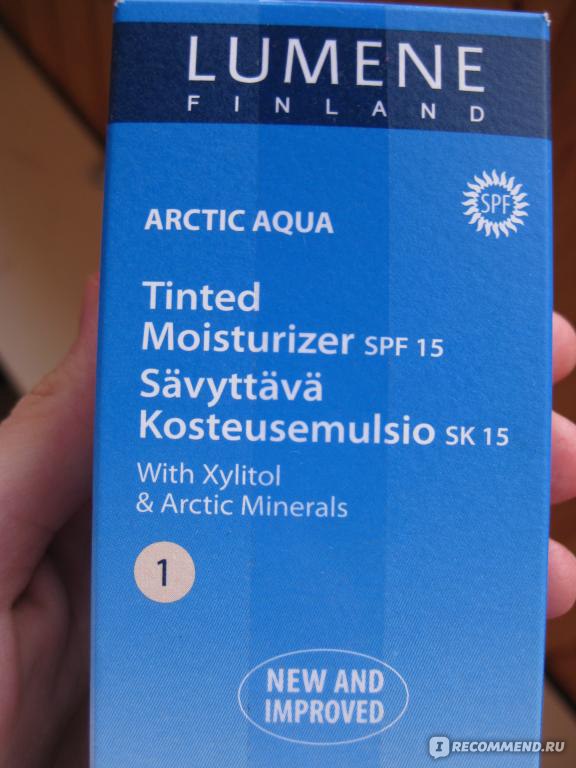 LUMENE
FINLAND
SPF
ARCTIC AQUA
Tinted
Moisturizer SPF 15
Sävyttävä
Kosteusemulsio SK 15
With Xylitol
& Arctic Minerals
1
NEW AND
IMPROVED
I RECOMMEND.RU